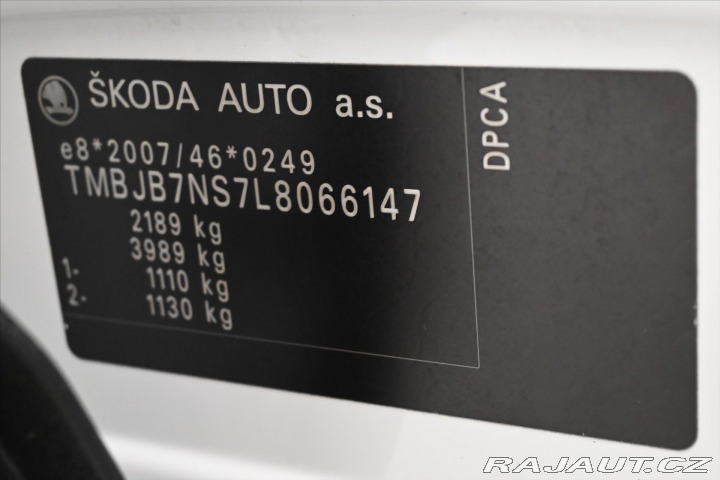 ŠKODA AUTO a.s.
DPCA
e8*2007/46*0249
TMBJB7NS7L8066147
2189 kg
3989 kg
1- 1110 kg
2- 1130 kg
RAJAUT.CZ